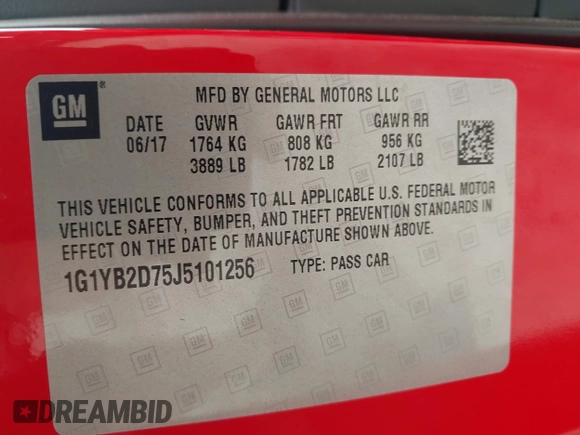 GM ®
MFD BY GENERAL MOTORS LLC
DATE GVWR GAWR FRT GAWR RR
06/17 1764 KG 808 KG 956 KG
3889 LB 1782 LB 2107 LB
THIS VEHICLE CONFORMS TO ALL APPLICABLE U.S. FEDERAL MOTOR
VEHICLE SAFETY, BUMPER, AND THEFT PREVENTION STANDARDS IN
EFFECT ON THE DATE OF MANUFACTURE SHOWN ABOVE.
1G1YB2D75J5101256 TYPE: PASS CAR
DREAMBID